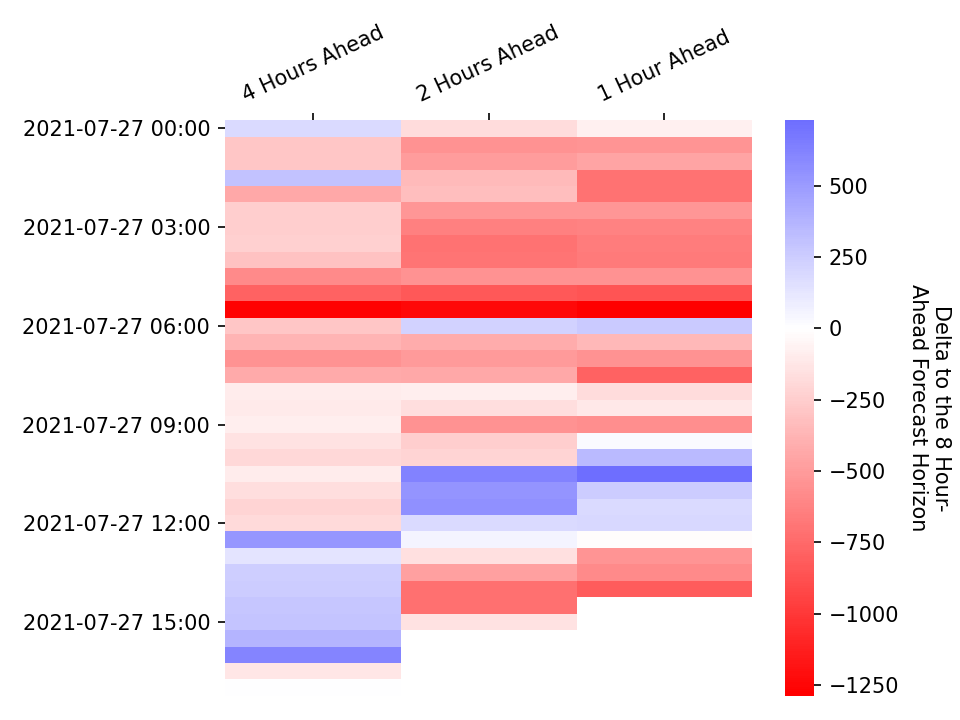 4 Hours Ahead
2 Hours Ahead
1 Hour Ahead
2021-07-27 00:00
2021-07-27 03:00
2021-07-27 06:00
2021-07-27 09:00
2021-07-27 12:00
2021-07-27 15:00
500
250
0
−250
−500
−750
−1000
−1250
Delta to the 8 Hour-
Ahead Forecast Horizon